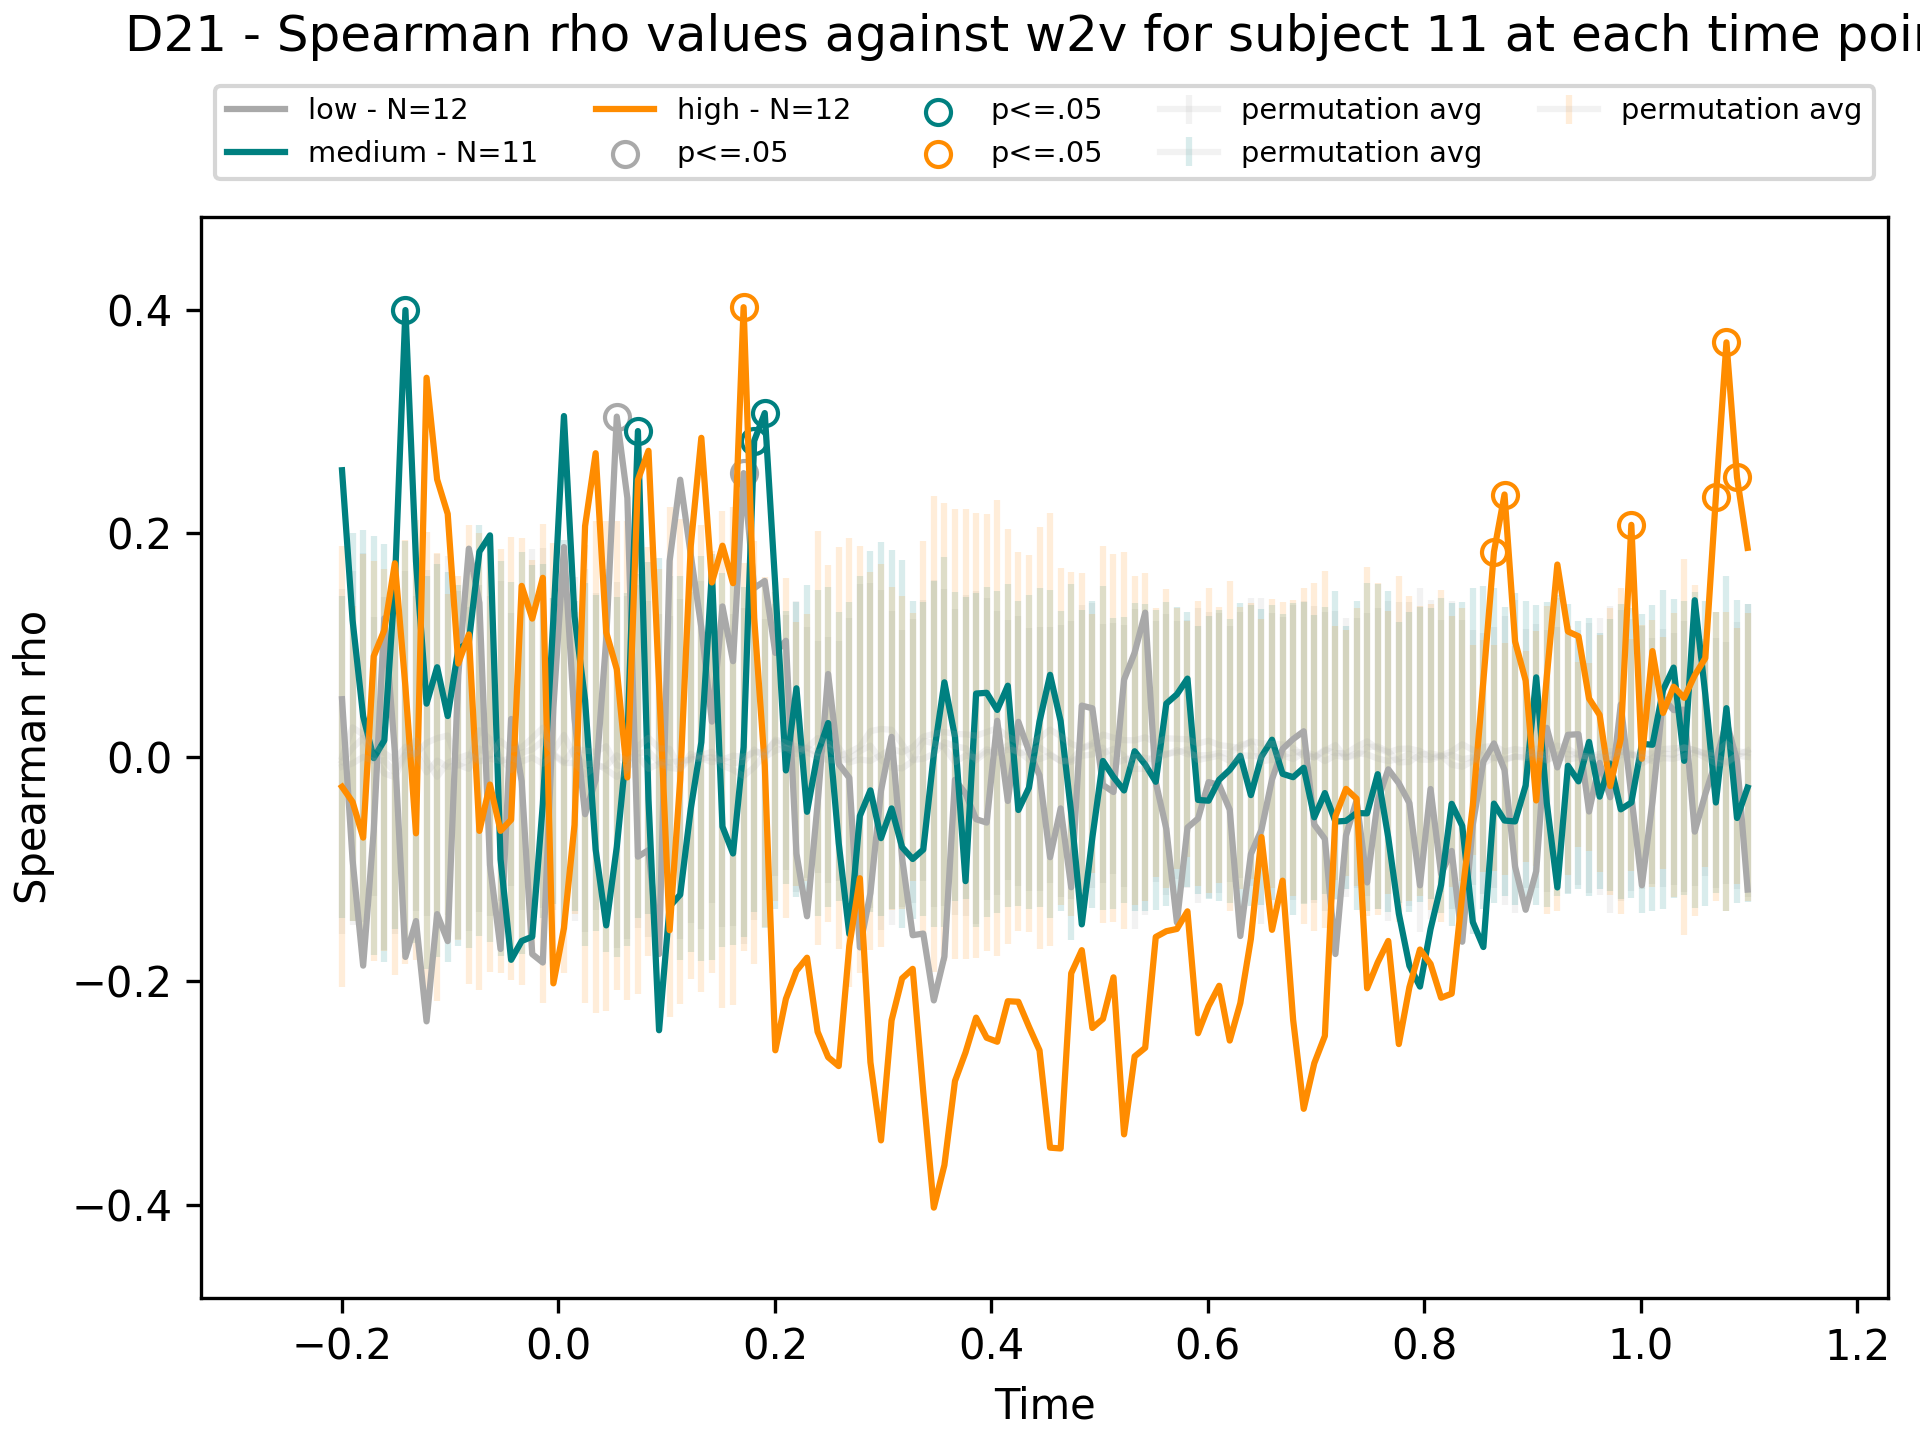 D21 - Spearman rho values against w2v for subject 11 at each time
low - N=12 high - N=12 p<=.05 permutation avg permutation avg
medium - N=11 p<=.05 p<=.05 permutation avg
0.4
0.2
0.0
−0.2
−0.4
Spearman rho
−0.2 0.0 0.2 0.4 0.6 0.8 1.0 1.2
Time